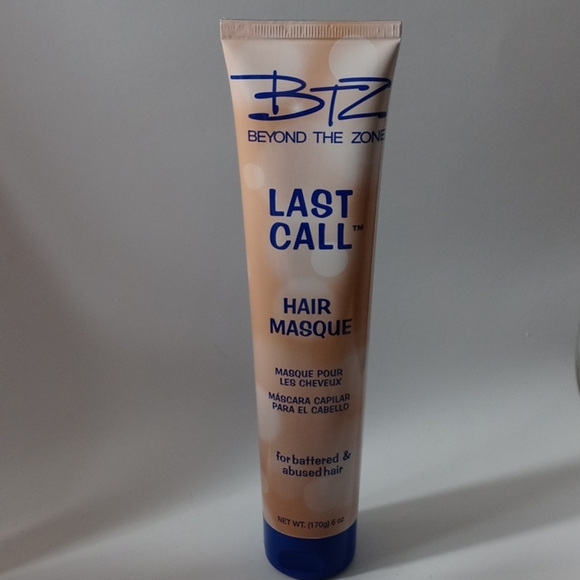 BTZ
BEYOND THE ZONE
LAST
CALL™
HAIR
MASQUE
MASQUE POUR
LES CHEVEUX
MÁSCARA CAPILAR
PARA EL CABELLO
for battered &
abused hair
NET WT. (170g) 6 oz